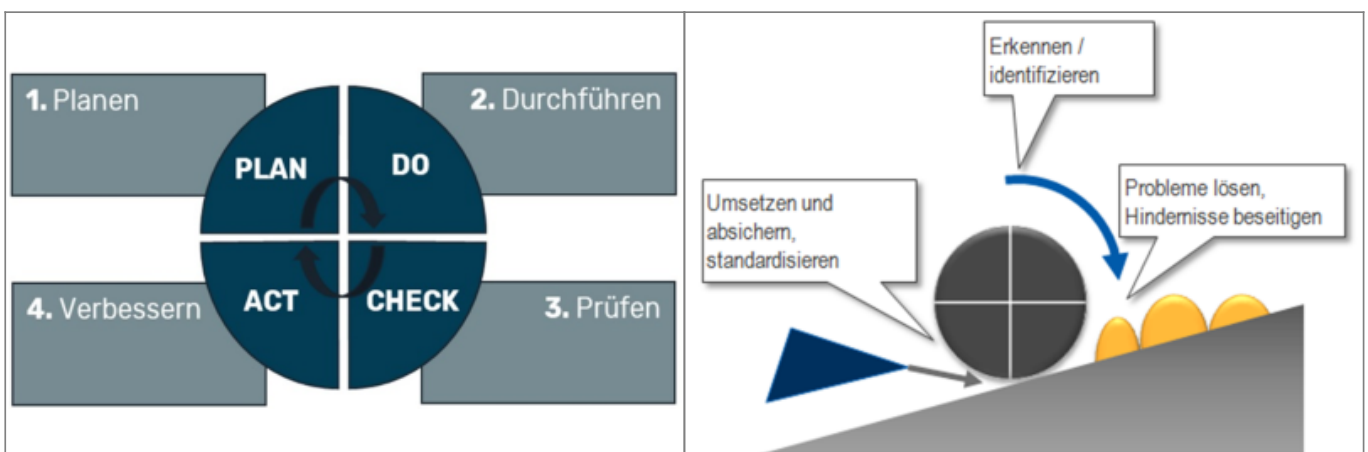 1. Planen
2. Durchführen
PLAN
DO
ACT
CHECK
4. Verbessern
3. Prüfen
Erkennen /
identifizieren
Probleme lösen,
Hindernisse beseitigen
Umsetzen und
absichern,
standardisieren